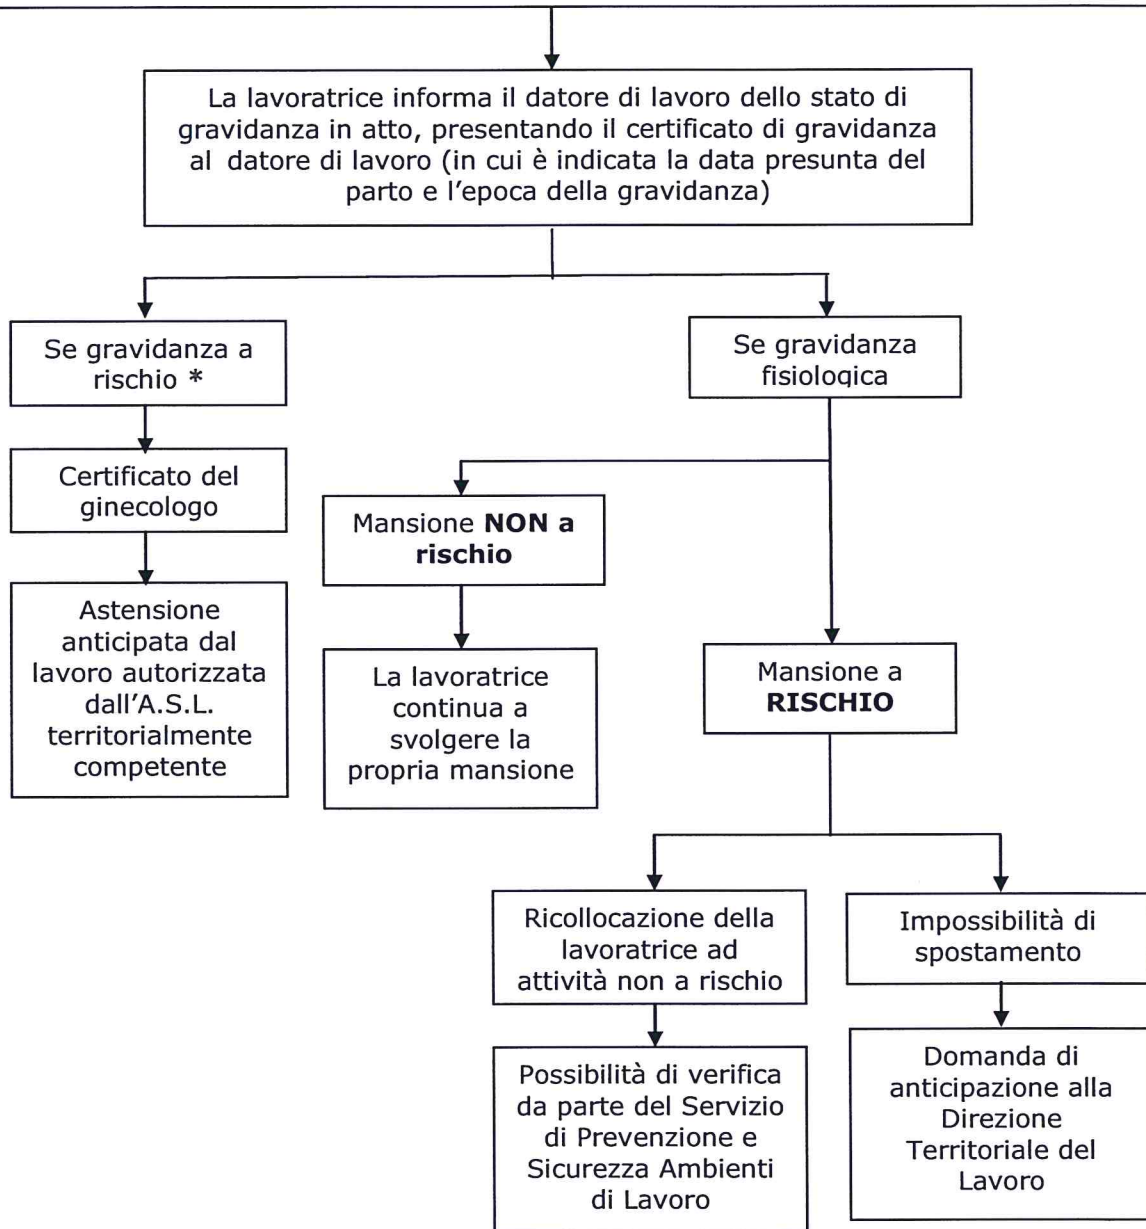 La lavoratrice informa il datore di lavoro dello stato di
gravidanza in atto, presentando il certificato di gravidanza
al datore di lavoro (in cui è indicata la data presunta del
parto e l'epoca della gravidanza)
Se gravidanza a
rischio *
Certificato del
ginecologo
Astensione
anticipata dal
lavoro autorizzata
dall'A.S.L.
territorialmente
competente
Se gravidanza
fisiologica
Mansione NON a
rischio
La lavoratrice
continua a
svolgere la
propria mansione
Mansione a
RISCHIO
Ricollocazione della
lavoratrice ad
attività non a rischio
Possibilità di verifica
da parte del Servizio
di Prevenzione e
Sicurezza Ambienti
di Lavoro
Impossibilità di
spostamento
Domanda di
anticipazione alla
Direzione
Territoriale del
Lavoro